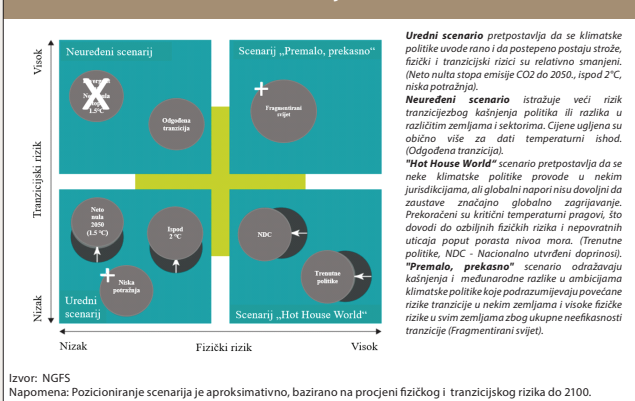 Visok
Tranzicijski rizik
Nizak
Neuređeni scenarij
1.5°C
Odgođena
tranzicija
Scenarij „Premalo, prekasno“
Fragmentirani
svijet
Neto
nula
2050
(1.5 °C)
Ispod
2 °C
Niska
potražnja
Uredni
scenarij
NDC
Trenutne
politike
Scenarij „Hot House World“
Nizak
Fizički rizik
Visok
Uredni scenario pretpostavlja da se klimatske
politike uvode rano i da postepeno postaju strože,
fizički i tranzicijski rizici su relativno smanjeni.
(Neto nulta stopa emisije CO2 do 2050., ispod 2°C,
niska potražnja).
Neuređeni scenario istražuje veći rizik
tranzicijezbog kašnjenja politika ili razlika u
različitim zemljama i sektorima. Cijene ugljena su
obično više za dati temperaturni ishod.
(Odgođena tranzicija).
"Hot House World“ scenario pretpostavlja da se
neke klimatske politike provode u nekim
jurisdikcijama, ali globalni napori nisu dovoljni da
zaustave značajno globalno zagrijavanje.
Prekoračeni su kritični temperaturni pragovi, što
dovodi do ozbiljnih fizičkih rizika i nepovratnih
uticaja poput porasta nivoa mora. (Trenutne
politike, NDC - Nacionalno utvrđeni doprinosi).
"Premalo, prekasno" scenario odražavaju
kašnjenja i međunarodne razlike u ambicijama
klimatske politike koje podrazumijevaju povećane
rizike tranzicije u nekim zemljama i visoke fizičke
rizike u svim zemljama zbog ukupne neefikasnosti
tranzicije (Fragmentirani svijet).
Izvor: NGFS
Napomena: Pozicioniranje scenarija je aproksimativno, bazirano na procjeni fizičkog i tranzicijskog rizika do 2100.